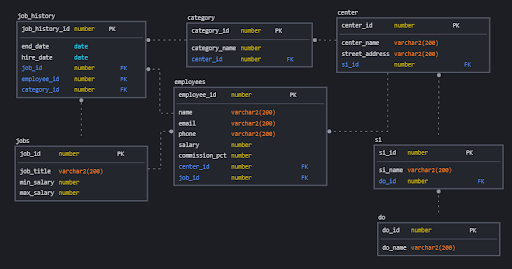 job_history
job_history_id number PK
end_date date
hire_date date
job_id number FK
employee_id number FK
category_id number FK
category
category_id number PK
category_name number
center_id number FK
center
center_id number PK
center_name varchar2(200)
street_address varchar2(200)
si_id number FK
employees
employee_id number PK
name varchar2(200)
email varchar2(200)
phone varchar2(200)
salary number
commission_pct number
center_id number FK
job_id number FK
jobs
job_id number PK
job_title varchar2(200)
min_salary number
max_salary number
si
si_id number PK
si_name varchar2(200)
do_id number FK
do
do_id number PK
do_name varchar2(200)